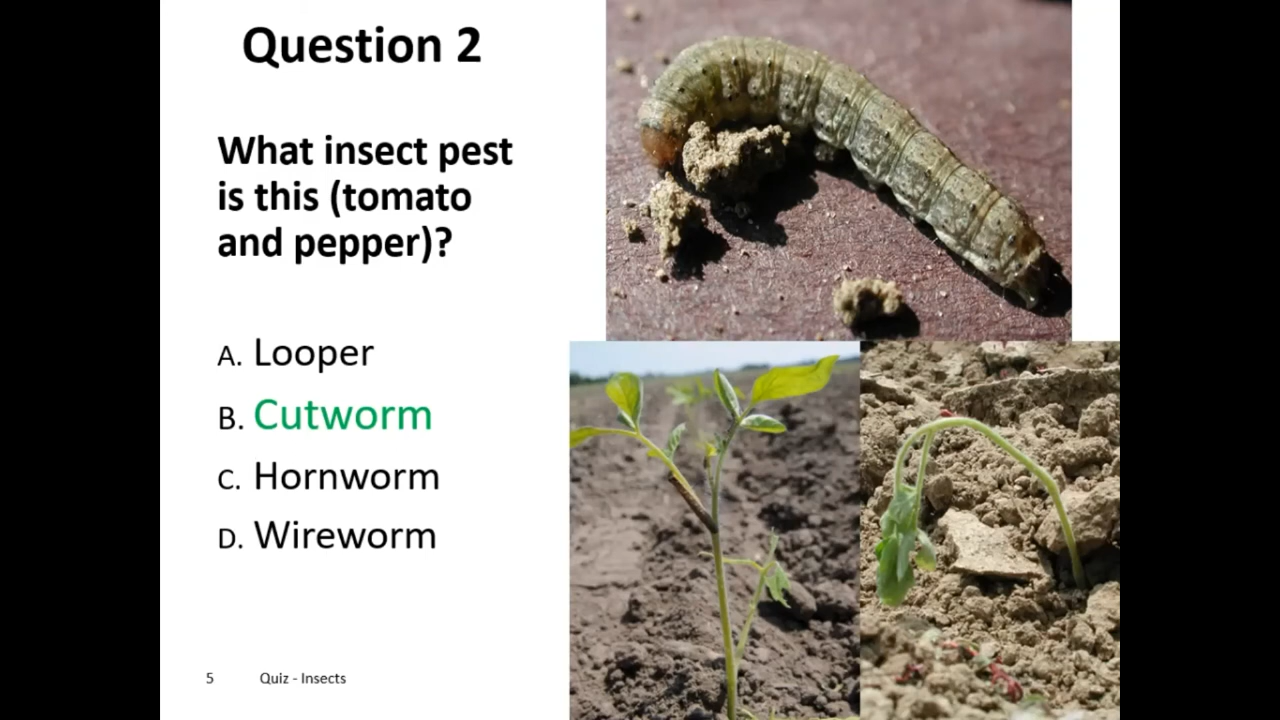 Question 2
What insect pest
is this (tomato
and pepper)?
A. Looper
B. Cutworm
C. Hornworm
D. Wireworm
5 Quiz - Insects